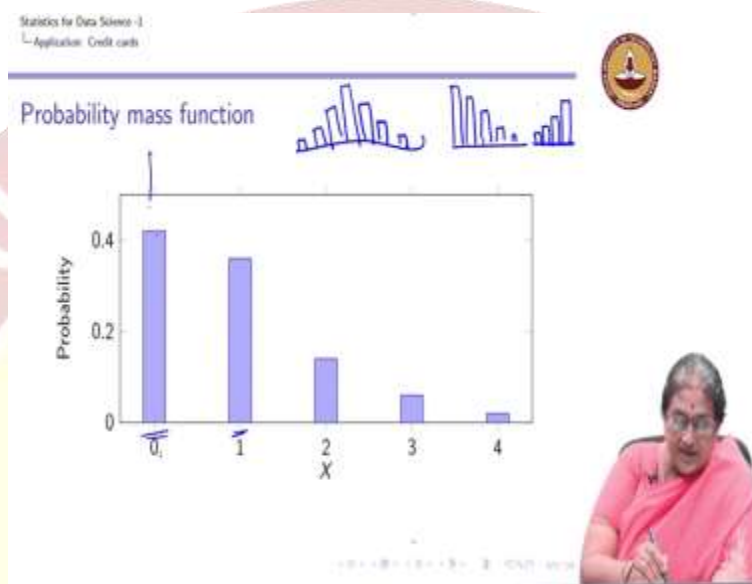 Statistics for Data Science -1
Application: Credit cards
Probability mass function
0.4
0.2
0
Probability
0 1 2 3 4
X